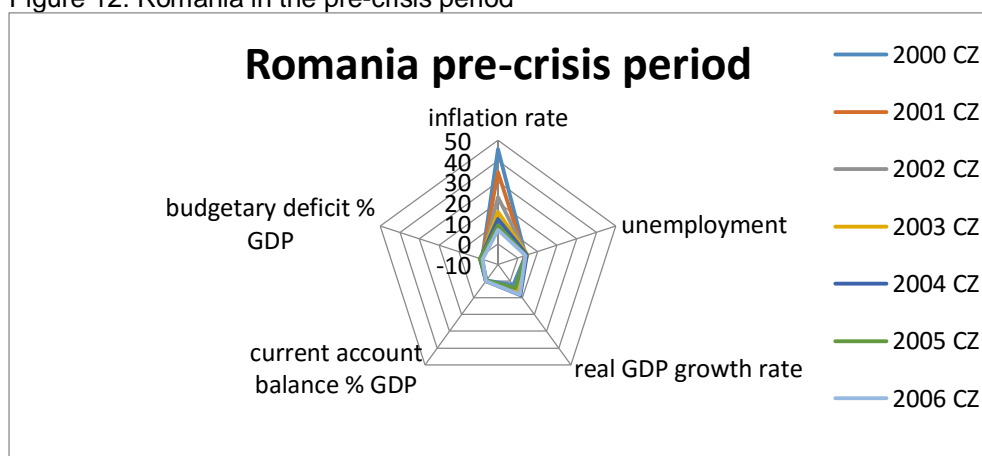 Figure 12. Romania in the pre-crisis period
Romania pre-crisis period
inflation rate
50
40
30
20
10
0
-10
budgetary deficit %
GDP
unemployment
current account
balance % GDP
real GDP growth rate
2000 CZ
2001 CZ
2002 CZ
2003 CZ
2004 CZ
2005 CZ
2006 CZ